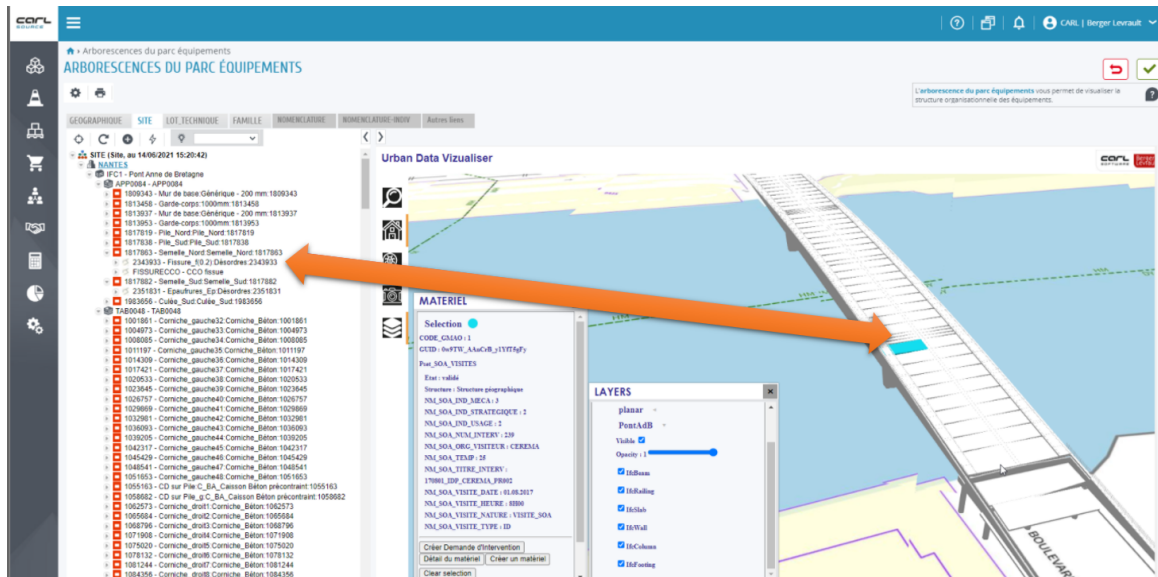 CARL SOURCE
CARL | Berger Levrault
Arborescences du parc équipements
ARBORESCENCES DU PARC ÉQUIPEMENTS
L'arborescence du parc équipements vous permet de visualiser la structure organisationnelle des équipements.
GEOGRAPHIQUE SITE LOT_TECHNIQUE FAMILLE NOMENCLATURE NOMENCLATURE-INDIV Autres liens
SITE (Site, au 14/06/2021 15:20:42)
NANTES
IFC1 - Pont Anne de Bretagne
APP0084 - APP0084
1809343 - Mur de base:Générique - 200 mm:1809343
1813458 - Garde-corps:1000mm:1813458
1813937 - Mur de base:Générique - 200 mm:1813937
1813953 - Garde-corps:1000mm:1813953
1817819 - Pile_Nord:Pile_Nord:1817819
1817838 - Pile_Sud:Pile_Sud:1817838
1817863 - Semelle_Nord:Semelle_Nord:1817863
2343933 - Fissure_f(0.2):Désordres:2343933
FISSURECCO - CCO fissue
1817882 - Semelle_Sud:Semelle_Sud:1817882
2351831 - Epaufrures_Ep:Désordres:2351831
1983656 - Culée_Sud:Culée_Sud:1983656
TAB0048 - TAB0048
1001861 - Corniche_gauche32:Corniche_Béton:1001861
1004973 - Corniche_gauche33:Corniche_Béton:1004973
1008085 - Corniche_gauche34:Corniche_Béton:1008085
1011197 - Corniche_gauche35:Corniche_Béton:1011197
1014309 - Corniche_gauche36:Corniche_Béton:1014309
1017421 - Corniche_gauche37:Corniche_Béton:1017421
1020533 - Corniche_gauche38:Corniche_Béton:1020533
1023645 - Corniche_gauche39:Corniche_Béton:1023645
1026757 - Corniche_gauche40:Corniche_Béton:1026757
1029869 - Corniche_gauche41:Corniche_Béton:1029869
1032981 - Corniche_gauche42:Corniche_Béton:1032981
1036093 - Corniche_gauche43:Corniche_Béton:1036093
1039205 - Corniche_gauche44:Corniche_Béton:1039205
1042317 - Corniche_gauche45:Corniche_Béton:1042317
1045429 - Corniche_gauche46:Corniche_Béton:1045429
1048541 - Corniche_gauche47:Corniche_Béton:1048541
1051653 - Corniche_gauche48:Corniche_Béton:1051653
1055163 - CD sur Pile:C_BA_Caisson Béton précontraint:1055163
1058682 - CD sur Pile_g:C_BA_Caisson Béton précontraint:1058682
1062573 - Corniche_droit1:Corniche_Béton:1062573
1065684 - Corniche_droit2:Corniche_Béton:1065684
1068796 - Corniche_droit3:Corniche_Béton:1068796
1071908 - Corniche_droit4:Corniche_Béton:1071908
1075020 - Corniche_droit5:Corniche_Béton:1075020
1078132 - Corniche_droit6:Corniche_Béton:1078132
1081244 - Corniche_droit7:Corniche_Béton:1081244
1084356 - Corniche_droit8:Corniche_Béton:1084356
Urban Data Vizualiser
CARL SOFTWARE
MATERIEL
Selection
CODE_GMAO : 1
Pont_SOA_VISITES
Etat : validé
Structure : Structure géographique
NM_SOA_IND_MECA : 3
NM_SOA_IND_STRATEGIQUE : 2
NM_SOA_IND_USAGE : 2
NM_SOA_NUM_INTERV : 239
NM_SOA_ORG_VISITEUR : CEREMA
NM_SOA_TEMP : 25
NM_SOA_TITRE_INTERV :
170801_IDP_CEREMA_PR002
NM_SOA_VISITE_DATE : 01.08.2017
NM_SOA_VISITE_HEURE : 8H00
NM_SOA_VISITE_NATURE : VISITE_SOA
NM_SOA_VISITE_TYPE : ID
Créer Demande d'Intervention
Détail du matériel Créer un matériel
Clear selection
LAYERS
planar
PontAdB
Visible
Opacity : 1
IfcBeam
IfcRailing
IfcSlab
IfcWall
IfcColumn
IfcFooting
BOULEVAR